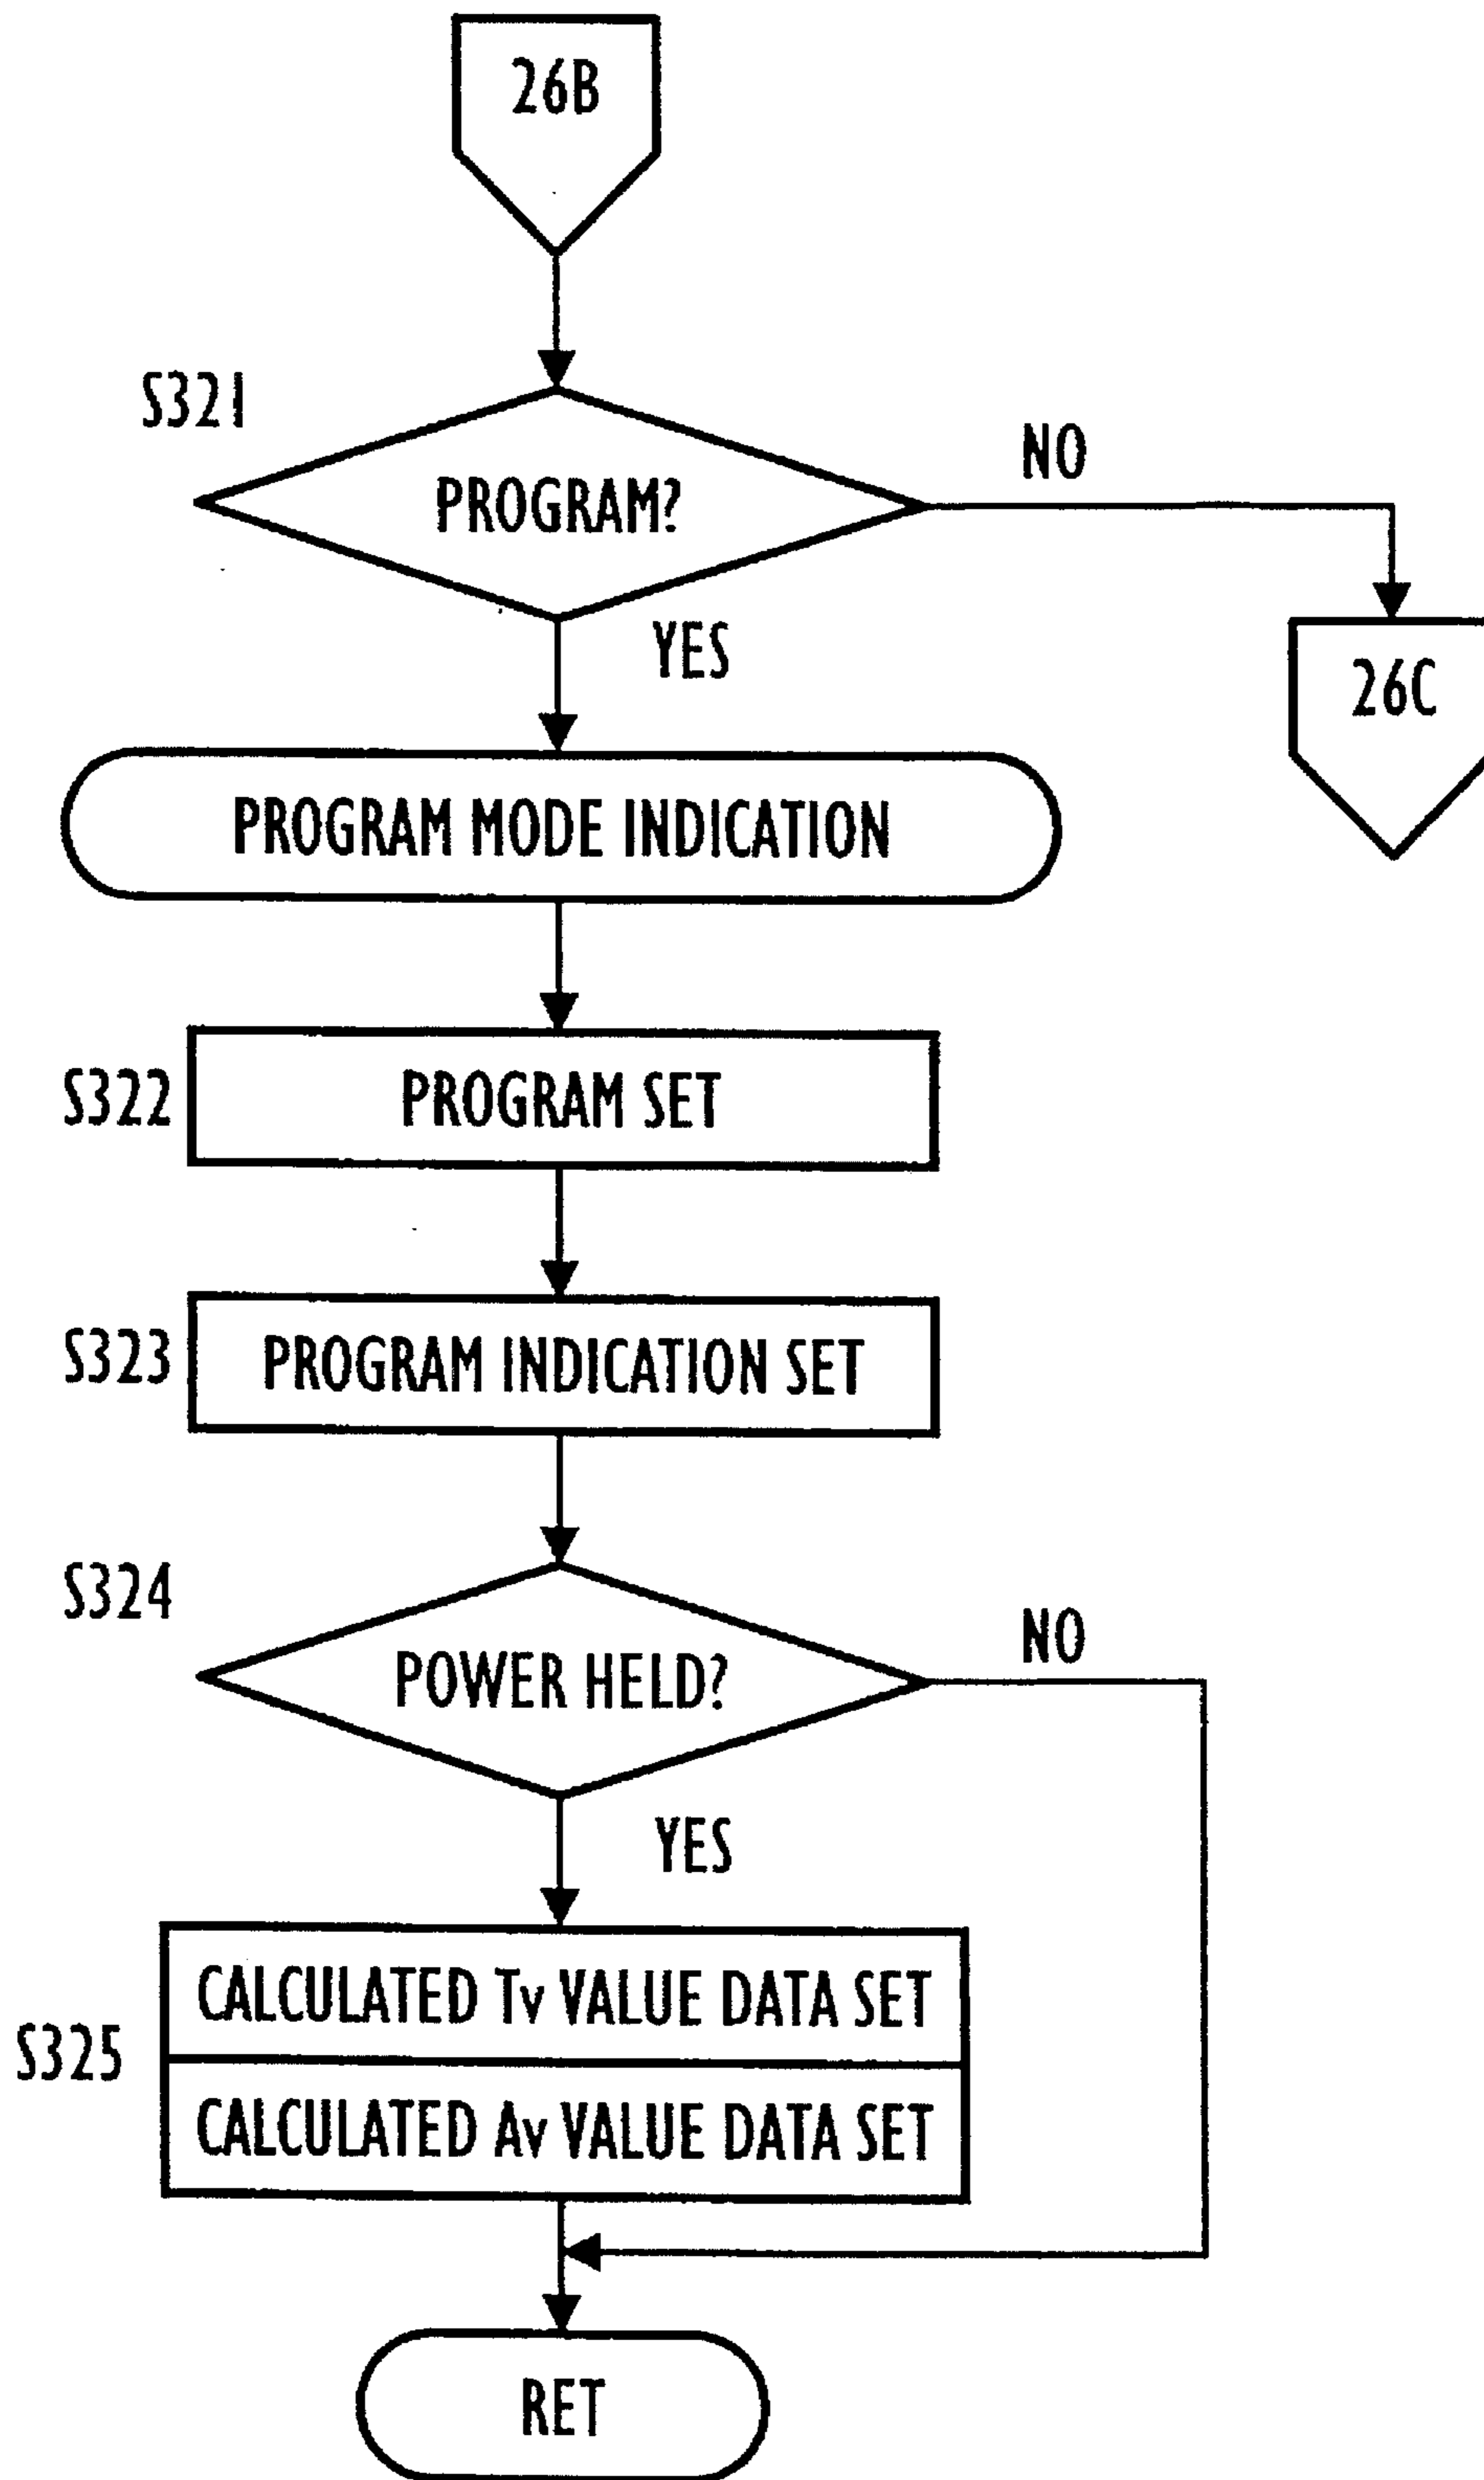 26B
S321
PROGRAM?
NO
YES
26C
PROGRAM MODE INDICATION
S322
PROGRAM SET
S323
PROGRAM INDICATION SET
S324
POWER HELD?
NO
YES
S325
CALCULATED Tv VALUE DATA SET
CALCULATED Av VALUE DATA SET
RET